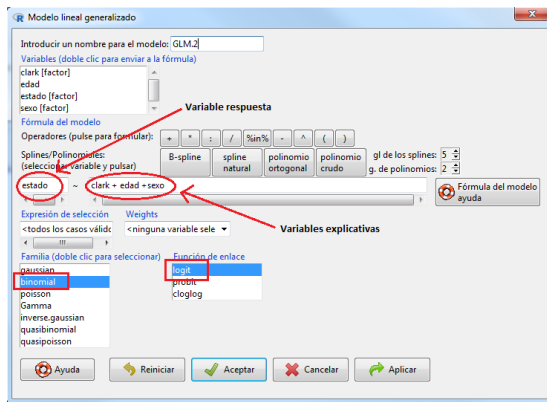 Modelo lineal generalizado
Introducir un nombre para el modelo: GLM.2
Variables (doble clic para enviar a la fórmula)
clark [factor]
edad
estado [factor]
sexo [factor]
Variable respuesta
Fórmula del modelo
Operadores (pulse para formular): + * : / %in% - ^ ( )
Splines/Polinomiales:
(seleccionar variable y pulsar)
B-spline
spline natural
polinomio ortogonal
polinomio crudo
gl de los splines: 5
g. de polinomios: 2
estado ~ clark + edad +sexo
Fórmula del modelo
ayuda
Expresión de selección Weights
<todos los casos válidc <ninguna variable sele
Variables explicativas
Familia (doble clic para seleccionar) Función de enlace
gaussian
binomial
poisson
Gamma
inverse.gaussian
quasibinomial
quasipoisson
logit
probit
cloglog
Ayuda Reiniciar Aceptar Cancelar Aplicar